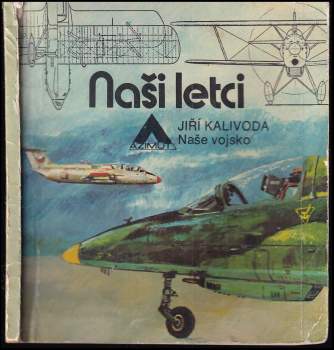 Naši letci
JIŘÍ KALIVODA
AZIMUT
Naše vojsko